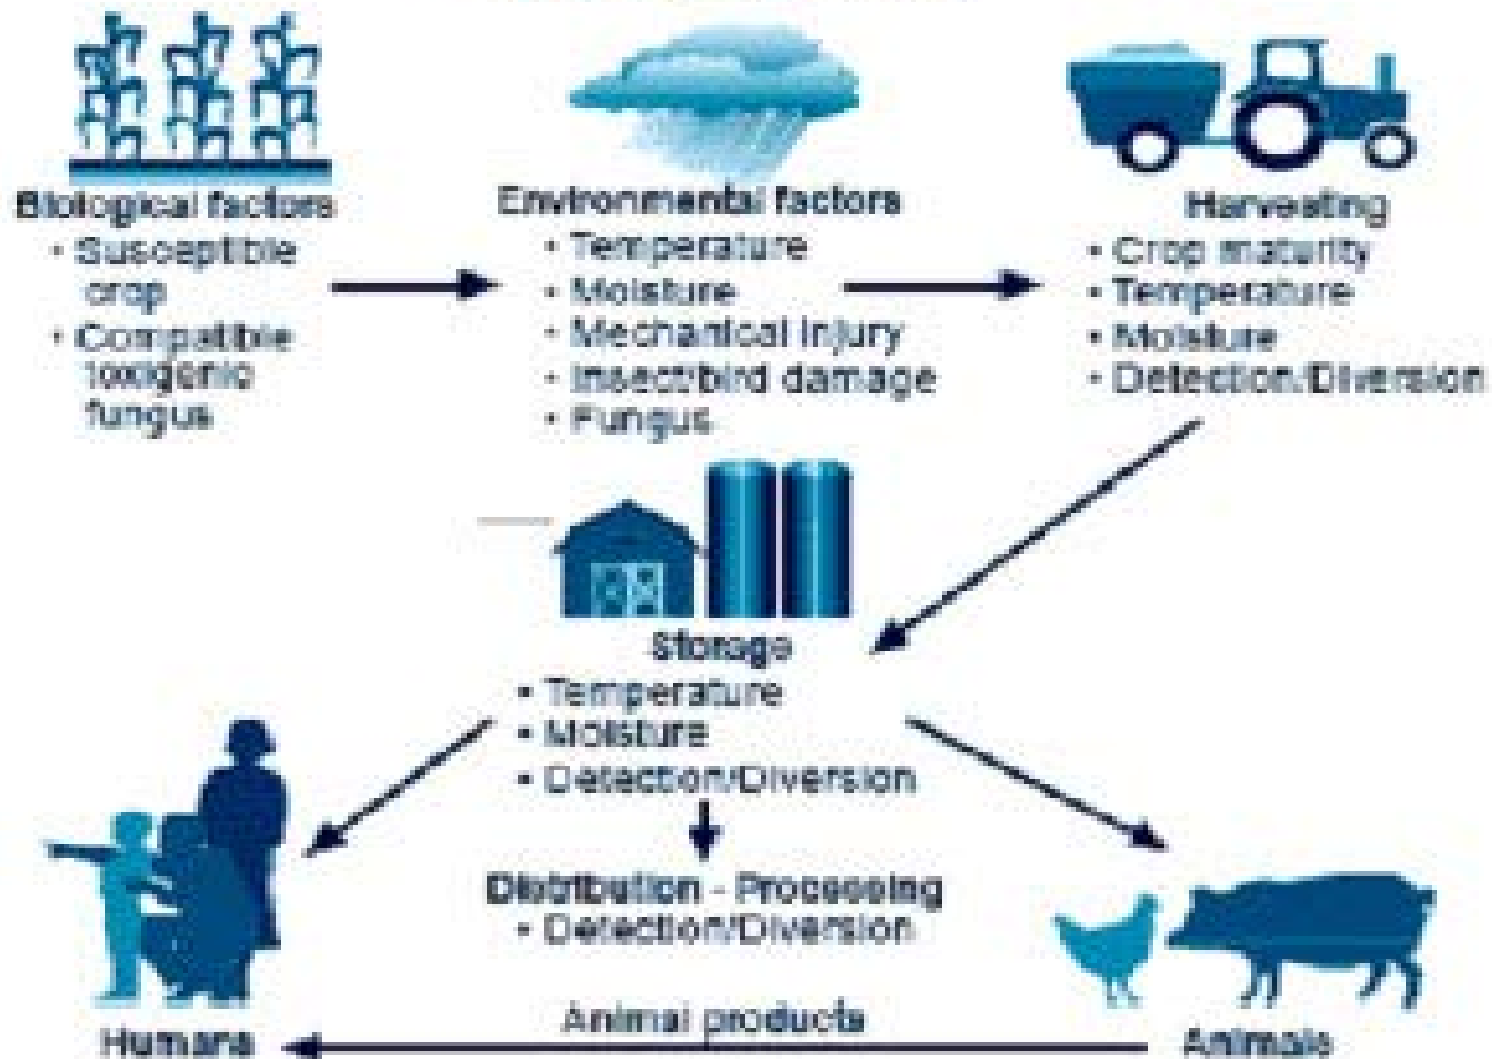 Biological factors
• Susceptible
crop
• Compatible
toxigenic
fungus
Environmental factors
• Temperature
• Moisture
• Mechanical injury
• Insect/bird damage
• Fungus
Harvesting
• Crop maturity
• Temperature
• Moisture
• Detection/Diversion
Storage
• Temperature
• Moisture
• Detection/Diversion
Distribution - Processing
• Detection/Diversion
Animal products
Humans
Animals